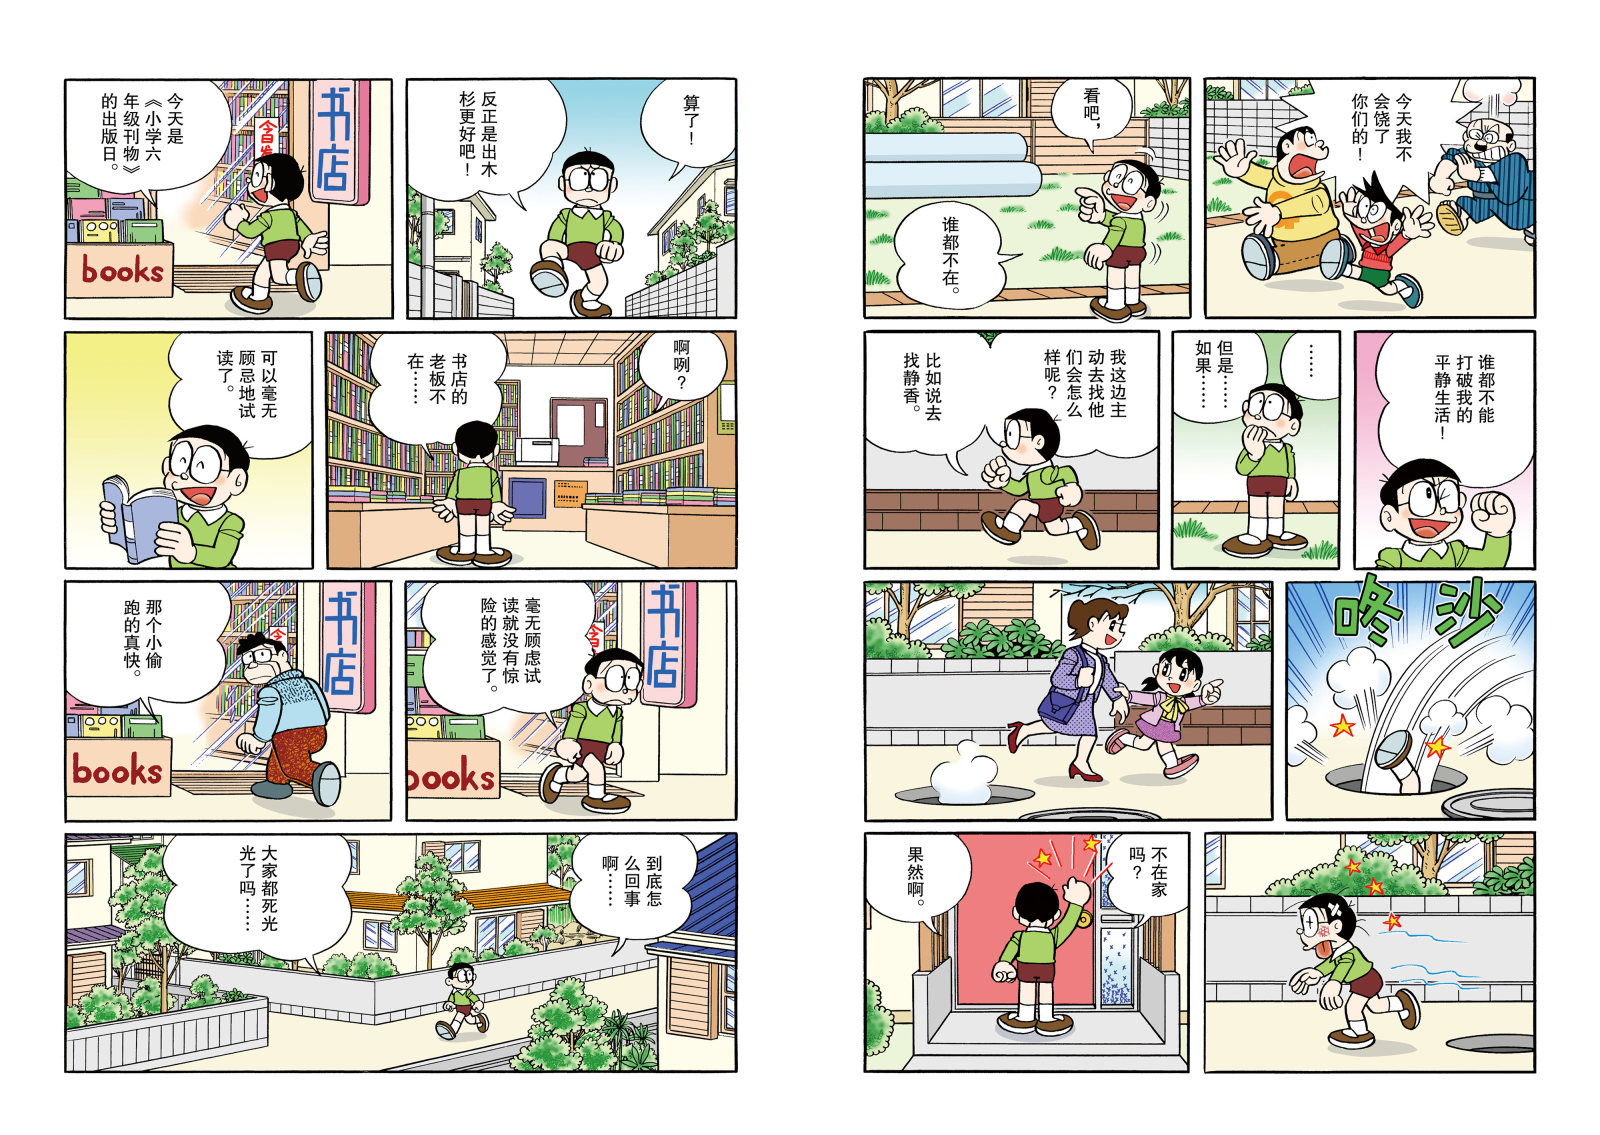 今天我不
会饶了
你们的！
看吧，
谁都不在。
谁都不能
打破我的
平静生活！
……
但是……
如果……
我这边主
动去找他
们会怎么
样呢？
比如说去
找静香。
沙
咚
不在家
吗？
果然啊。
算了！
反正是出木
杉更好吧！
书店
今日
今天是
《小学六
年级刊物》
的出版日。
books
啊咧？
书店的
老板不
在……
可以毫无
顾忌地试
读了。
书店
今
毫无顾虑试
读就没有惊
险的感觉了。
books
书店
今
那个小偷
跑的真快。
books
到底怎
么回事
啊……
大家都死光
光了吗……